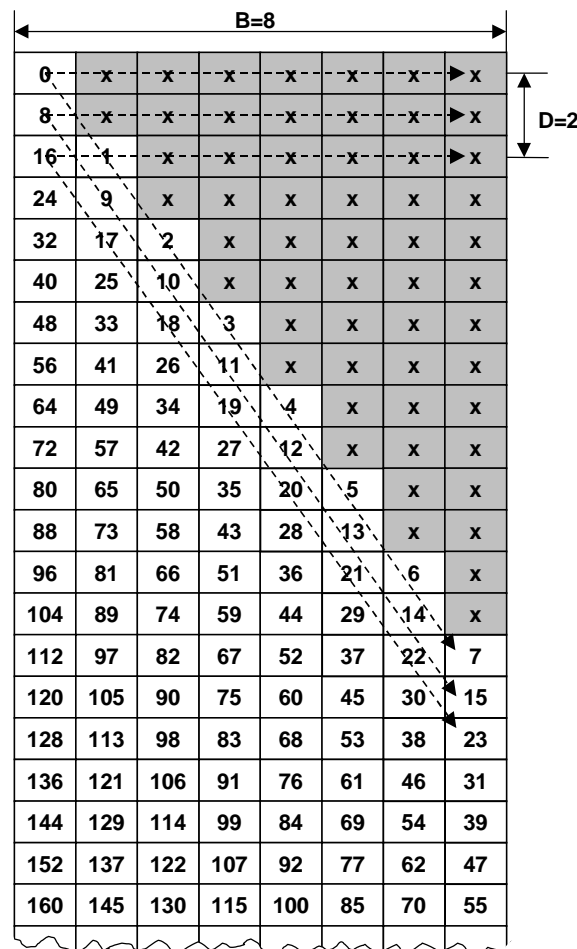 B=8
0 x x x x x x x
8 x x x x x x x
D=2
16 1 x x x x x x
24 9 x x x x x x
32 17 2 x x x x x
40 25 10 x x x x x
48 33 18 3 x x x x
56 41 26 11 x x x x
64 49 34 19 4 x x x
72 57 42 27 12 x x x
80 65 50 35 20 5 x x
88 73 58 43 28 13 x x
96 81 66 51 36 21 6 x
104 89 74 59 44 29 14 x
112 97 82 67 52 37 22 7
120 105 90 75 60 45 30 15
128 113 98 83 68 53 38 23
136 121 106 91 76 61 46 31
144 129 114 99 84 69 54 39
152 137 122 107 92 77 62 47
160 145 130 115 100 85 70 55